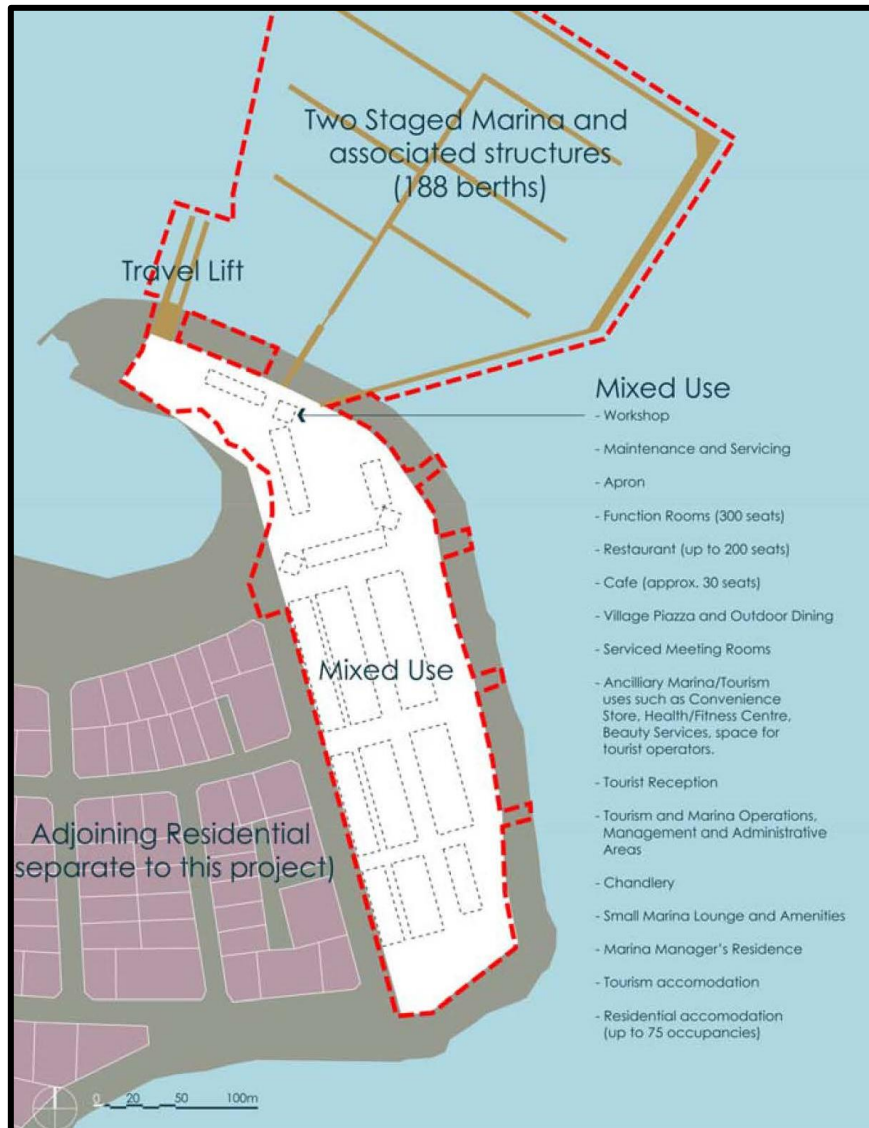 Two Staged Marina and
associated structures
(188 berths)
Travel Lift
Mixed Use
- Workshop
- Maintenance and Servicing
- Apron
- Function Rooms (300 seats)
- Restaurant (up to 200 seats)
- Cafe (approx. 30 seats)
- Village Piazza and Outdoor Dining
- Serviced Meeting Rooms
- Ancilliary Marina/Tourism
uses such as Convenience
Store, Health/Fitness Centre,
Beauty Services, space for
tourist operators.
- Tourist Reception
- Tourism and Marina Operations,
Management and Administrative
Areas
- Chandlery
- Small Marina Lounge and Amenities
- Marina Manager's Residence
- Tourism accomodation
- Residential accomodation
(up to 75 occupancies)
Mixed Use
Adjoining Residential
separate to this project)
0 20 50 100m